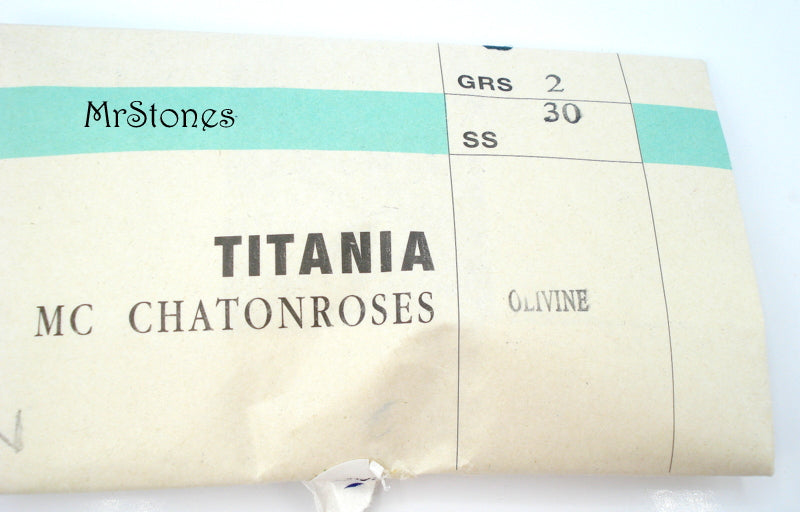 GRS 2
MrStones
30
SS
TITANIA
MC CHATONROSES
OLIVINE